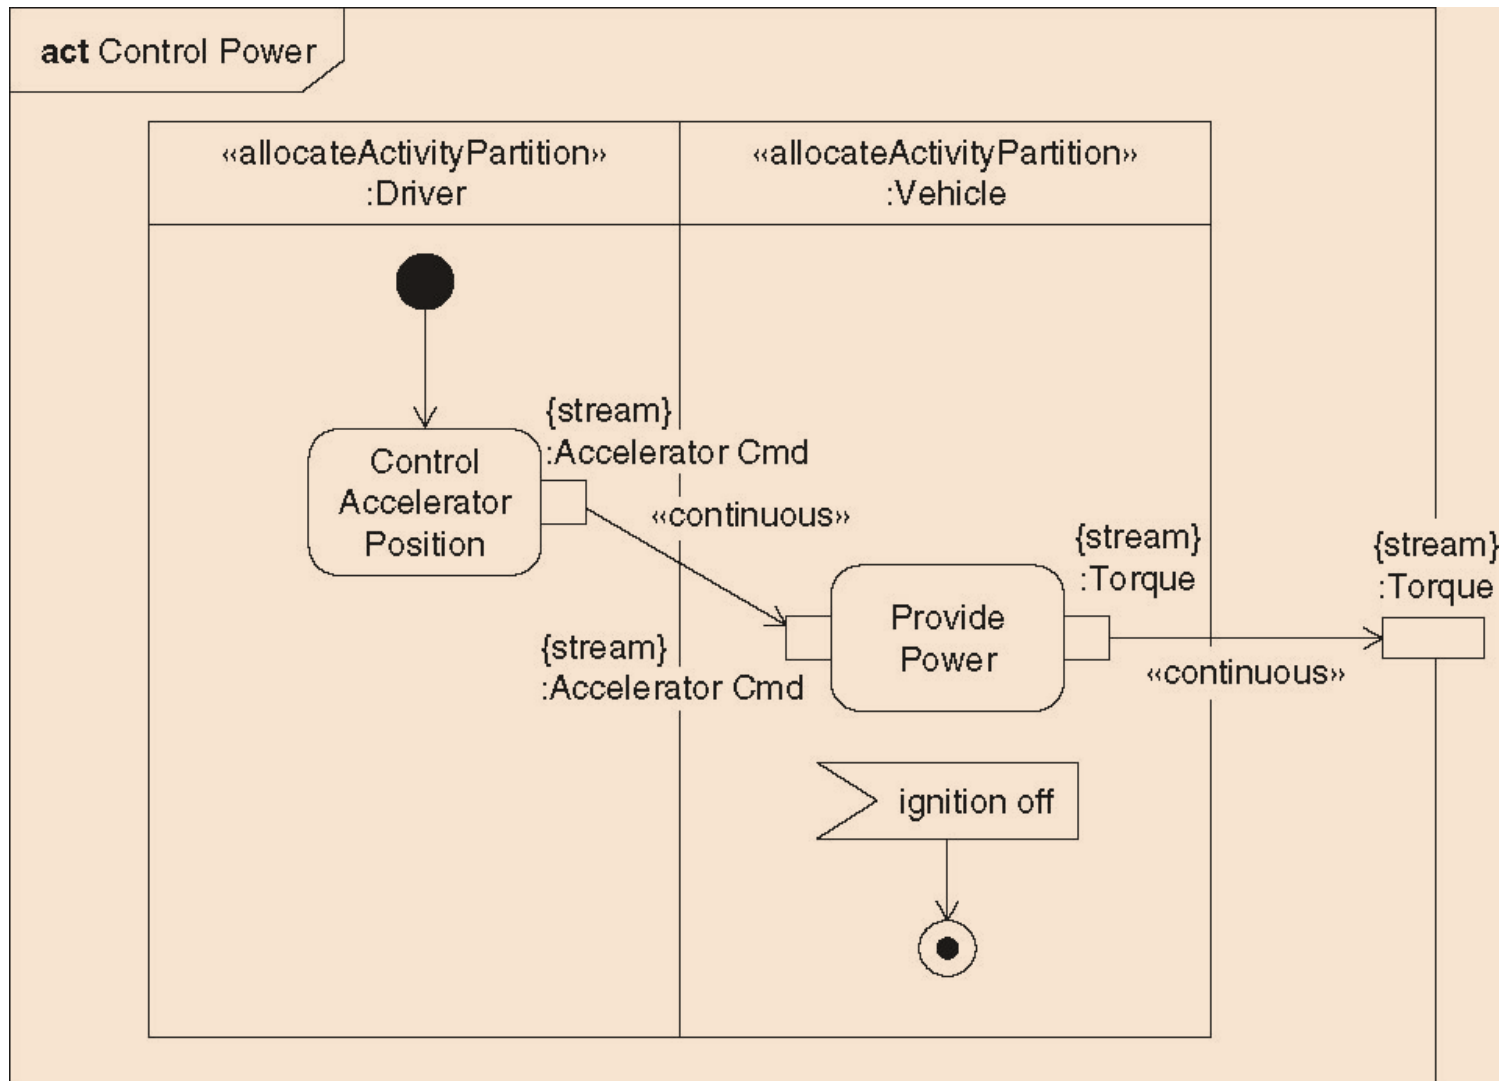 act Control Power
«allocateActivityPartition»
:Driver
«allocateActivityPartition»
:Vehicle
{stream}
:Accelerator Cmd
Control
Accelerator
Position
«continuous»
{stream}
:Torque
{stream}
:Torque
Provide
Power
{stream}
:Accelerator Cmd
«continuous»
ignition off